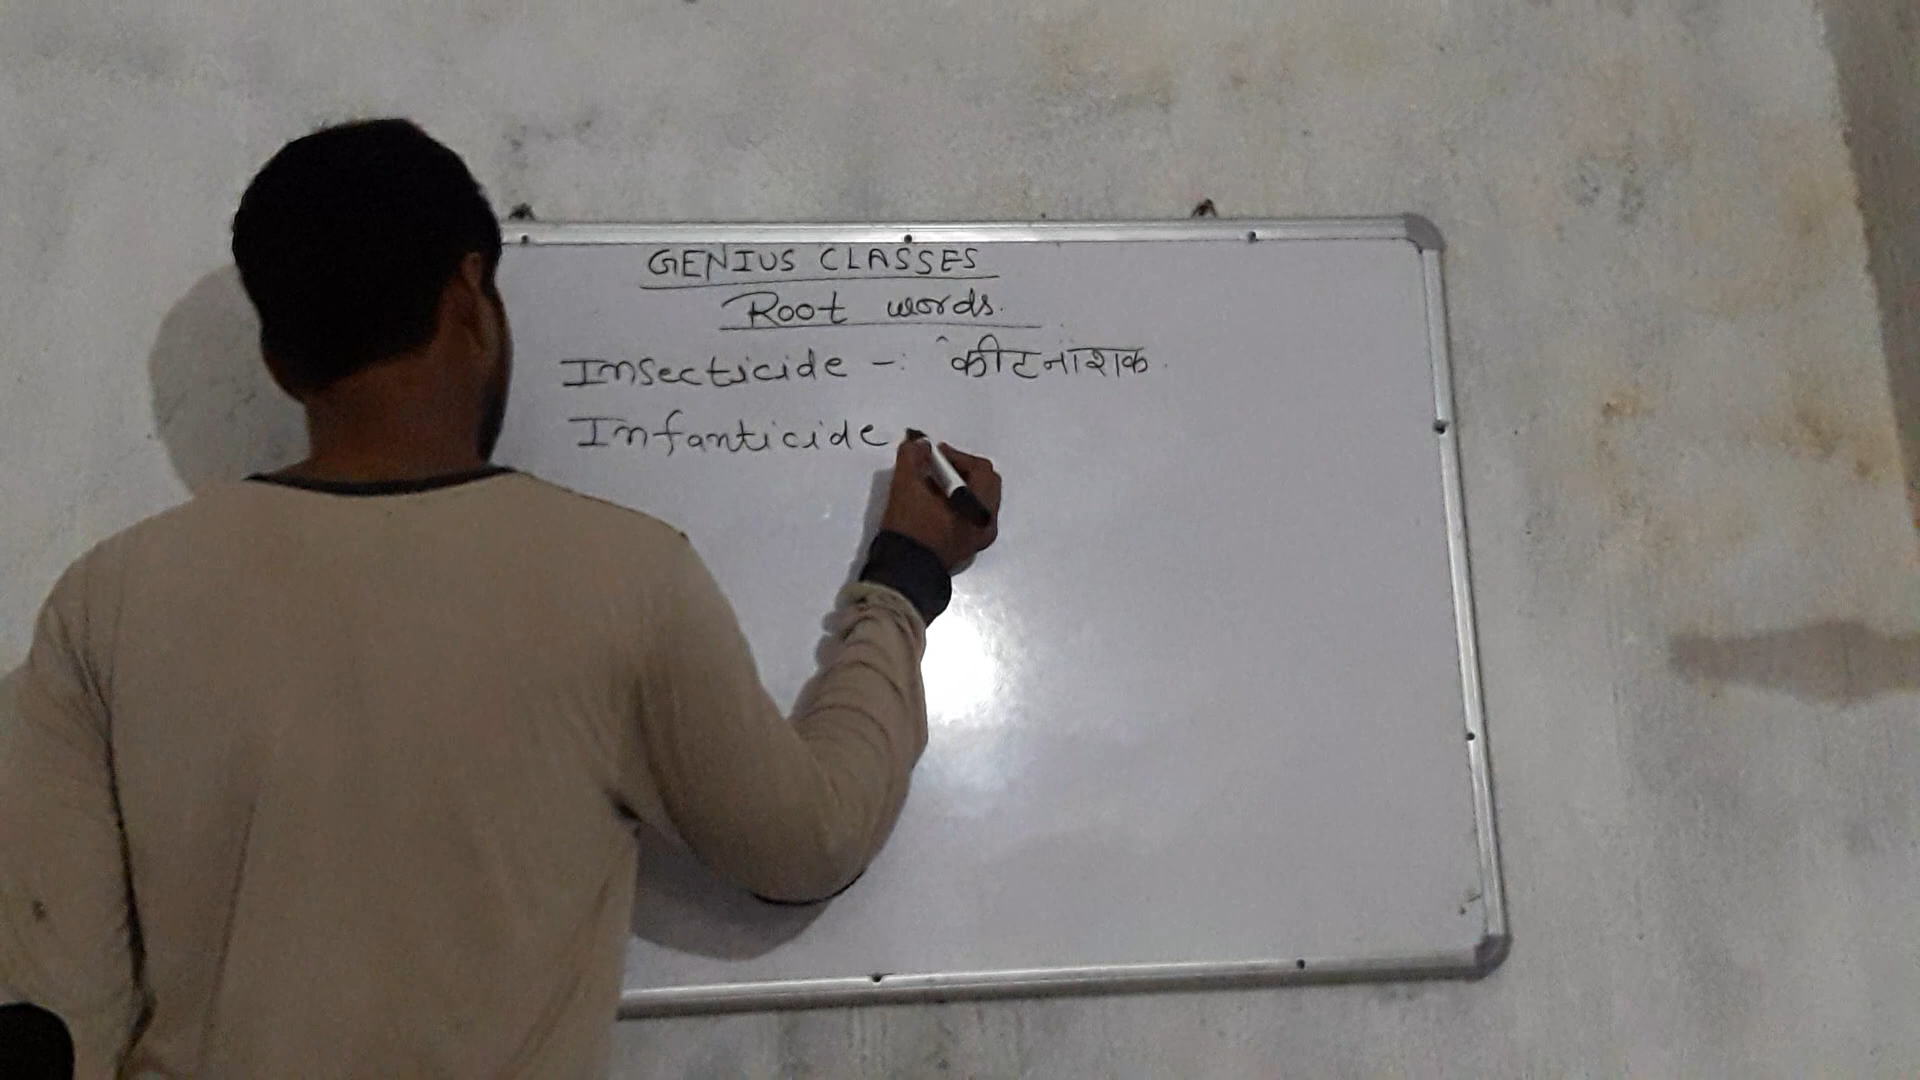 GENIUS CLASSES
Root words.
Insecticide -: कीटनाशक.
Infanticide